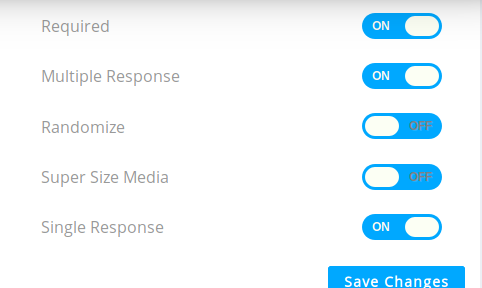 Required ON
Multiple Response ON
Randomize OFF
Super Size Media OFF
Single Response ON
Save Changes